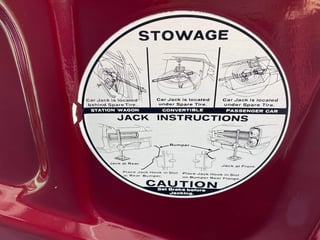 STOWAGE
Car Jack is located behind Spare Tire.
Car Jack is located under Spare Tire.
Car Jack is located under Spare Tire.
STATION WAGON
CONVERTIBLE
PASSENGER CAR
JACK INSTRUCTIONS
Bumper
Jack at Rear
Jack at Front
Place Jack Hook in Slot
in Rear Bumper.
Place Jack Hook in Slot
on Bumper Rear Flange.
CAUTION
Set Brake before
Jacking.